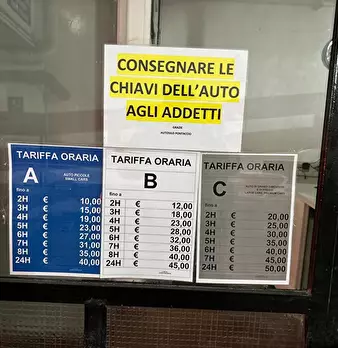 CONSEGNARE LE
CHIAVI DELL'AUTO
AGLI ADDETTI
GRAZIE
TARIFFA ORARIA
A
AUTO PICCOLE
SMALL CARS
fino a
2H € 10,00
3H € 15,00
4H € 19,00
5H € 23,00
6H € 27,00
7H € 31,00
8H € 35,00
24H € 40,00
TARIFFA ORARIA
B
fino a
2H € 12,00
3H € 18,00
4H € 23,00
5H € 28,00
6H € 32,00
7H € 36,00
8H € 40,00
24H € 45,00
TARIFFA ORARIA
C
fino a
2H € 20,00
3H € 25,00
4H € 30,00
5H € 35,00
€ 40,00
€ 45,00
24H € 50,00